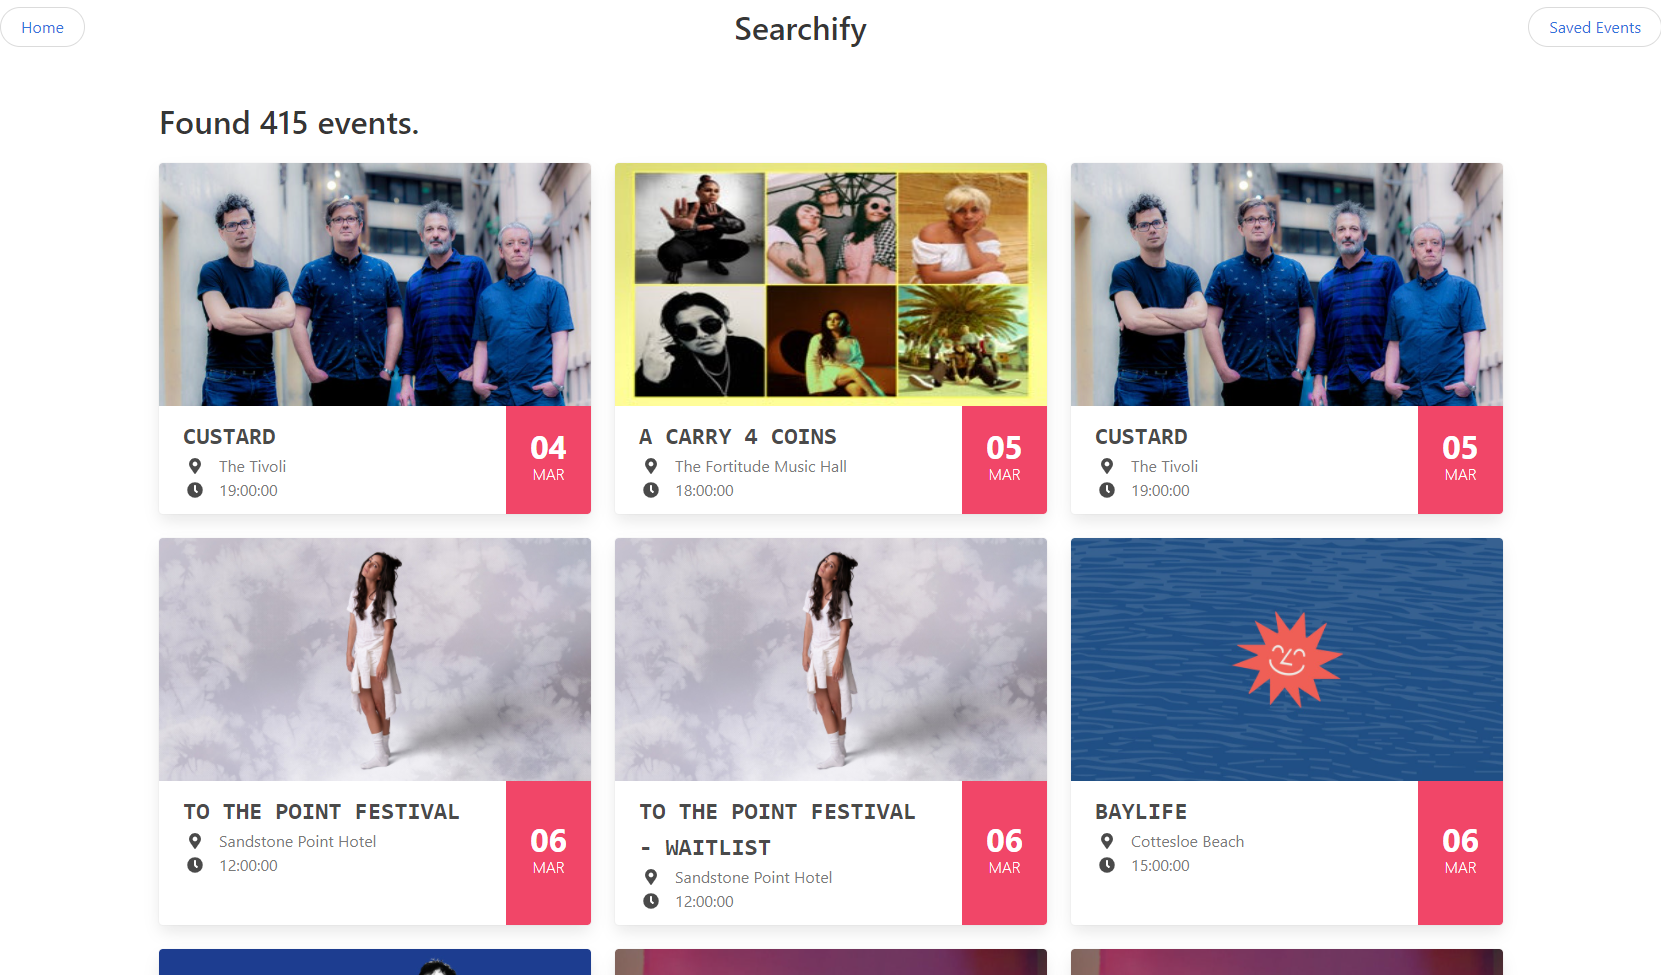 Home
Searchify
Saved Events
Found 415 events.
CUSTARD
The Tivoli
19:00:00
04
MAR
A CARRY 4 COINS
The Fortitude Music Hall
18:00:00
05
MAR
CUSTARD
The Tivoli
19:00:00
05
MAR
TO THE POINT FESTIVAL
Sandstone Point Hotel
12:00:00
06
MAR
TO THE POINT FESTIVAL
- WAITLIST
Sandstone Point Hotel
12:00:00
06
MAR
BAYLIFE
Cottesloe Beach
15:00:00
06
MAR